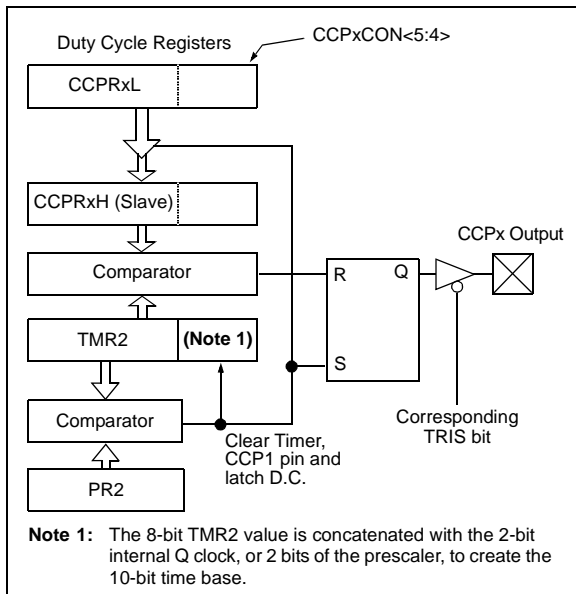 Duty Cycle Registers
CCPxCON<5:4>
CCPRxL
CCPRxH (Slave)
CCPx Output
Comparator
R
Q
TMR2
(Note 1)
S
Comparator
Clear Timer,
CCP1 pin and
latch D.C.
Corresponding
TRIS bit
PR2
Note 1: The 8-bit TMR2 value is concatenated with the 2-bit
internal Q clock, or 2 bits of the prescaler, to create the
10-bit time base.